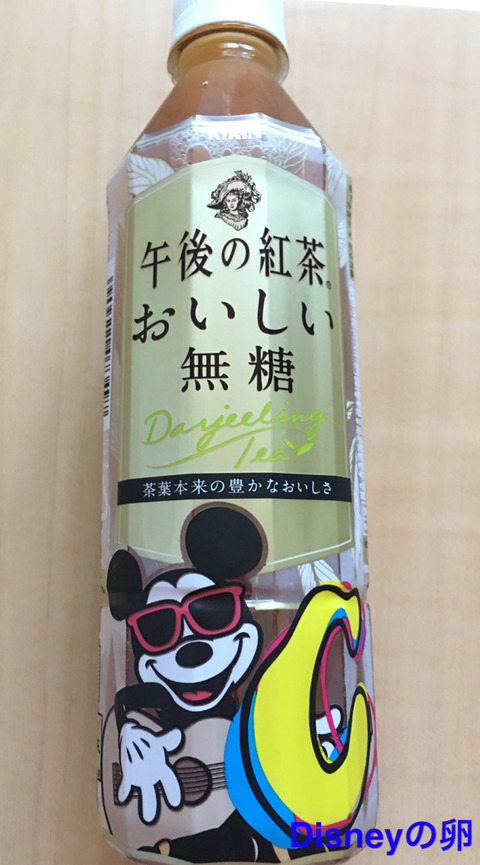 KIRIN
午後の紅茶®
おいしい
無糖
Darjeeling
Tea
茶葉本来の豊かなおいしさ
C
Disneyの卵